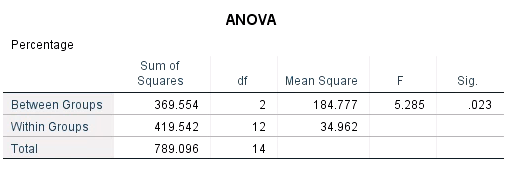 ANOVA
Percentage
Sum of Squares df Mean Square F Sig.
Between Groups 369.554 2 184.777 5.285 .023
Within Groups 419.542 12 34.962
Total 789.096 14